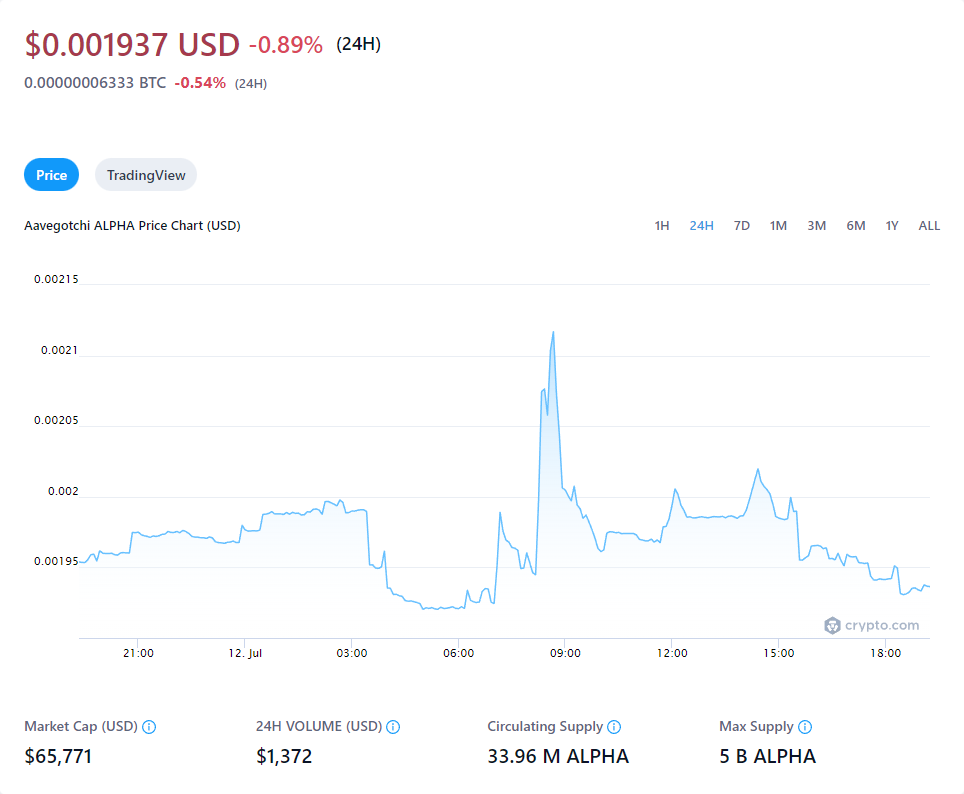 $0.001937 USD -0.89% (24H)
0.00000006333 BTC -0.54% (24H)
Price TradingView
Aavegotchi ALPHA Price Chart (USD) 1H 24H 7D 1M 3M 6M 1Y ALL
0.00215
0.0021
0.00205
0.002
0.00195
crypto.com
21:00 12. Jul 03:00 06:00 09:00 12:00 15:00 18:00
Market Cap (USD) 24H VOLUME (USD) Circulating Supply Max Supply
$65,771 $1,372 33.96 M ALPHA 5 B ALPHA